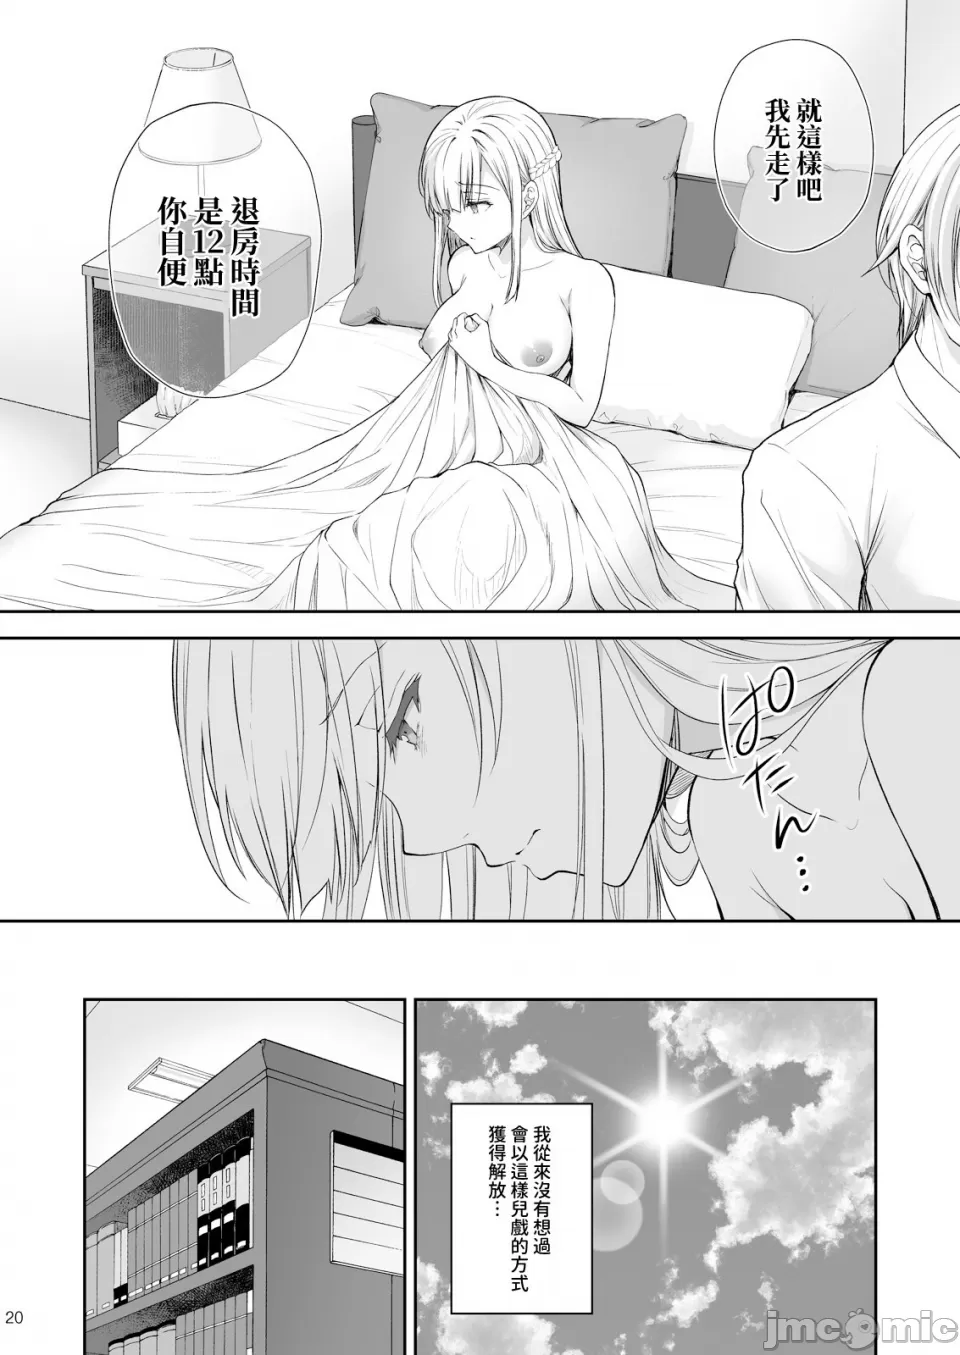 就這樣吧
我先走了
退房時間
是12點
你自便
ぱたん…
我從來沒有想過
會以這樣兒戲的方式
獲得解放…
20
jmcomic